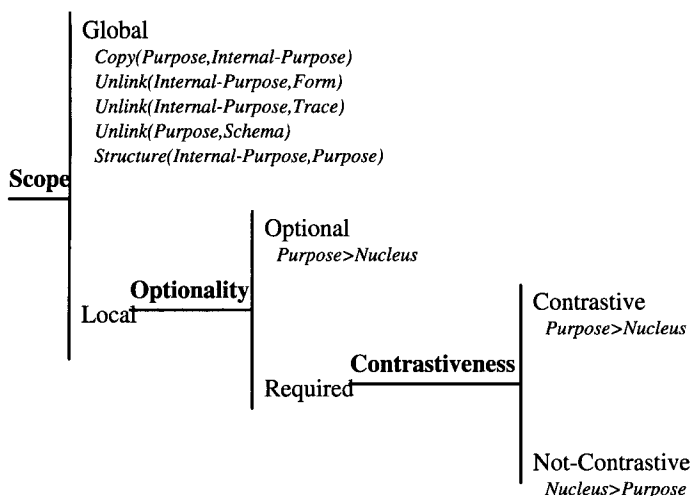 Global
Copy(Purpose,Internal-Purpose)
Unlink(Internal-Purpose,Form)
Unlink(Internal-Purpose,Trace)
Unlink(Purpose,Schema)
Structure(Internal-Purpose,Purpose)
Scope
Optional
Purpose>Nucleus
Optionality
Local
Contrastive
Purpose>Nucleus
Contrastiveness
Required
Not-Contrastive
Nucleus>Purpose